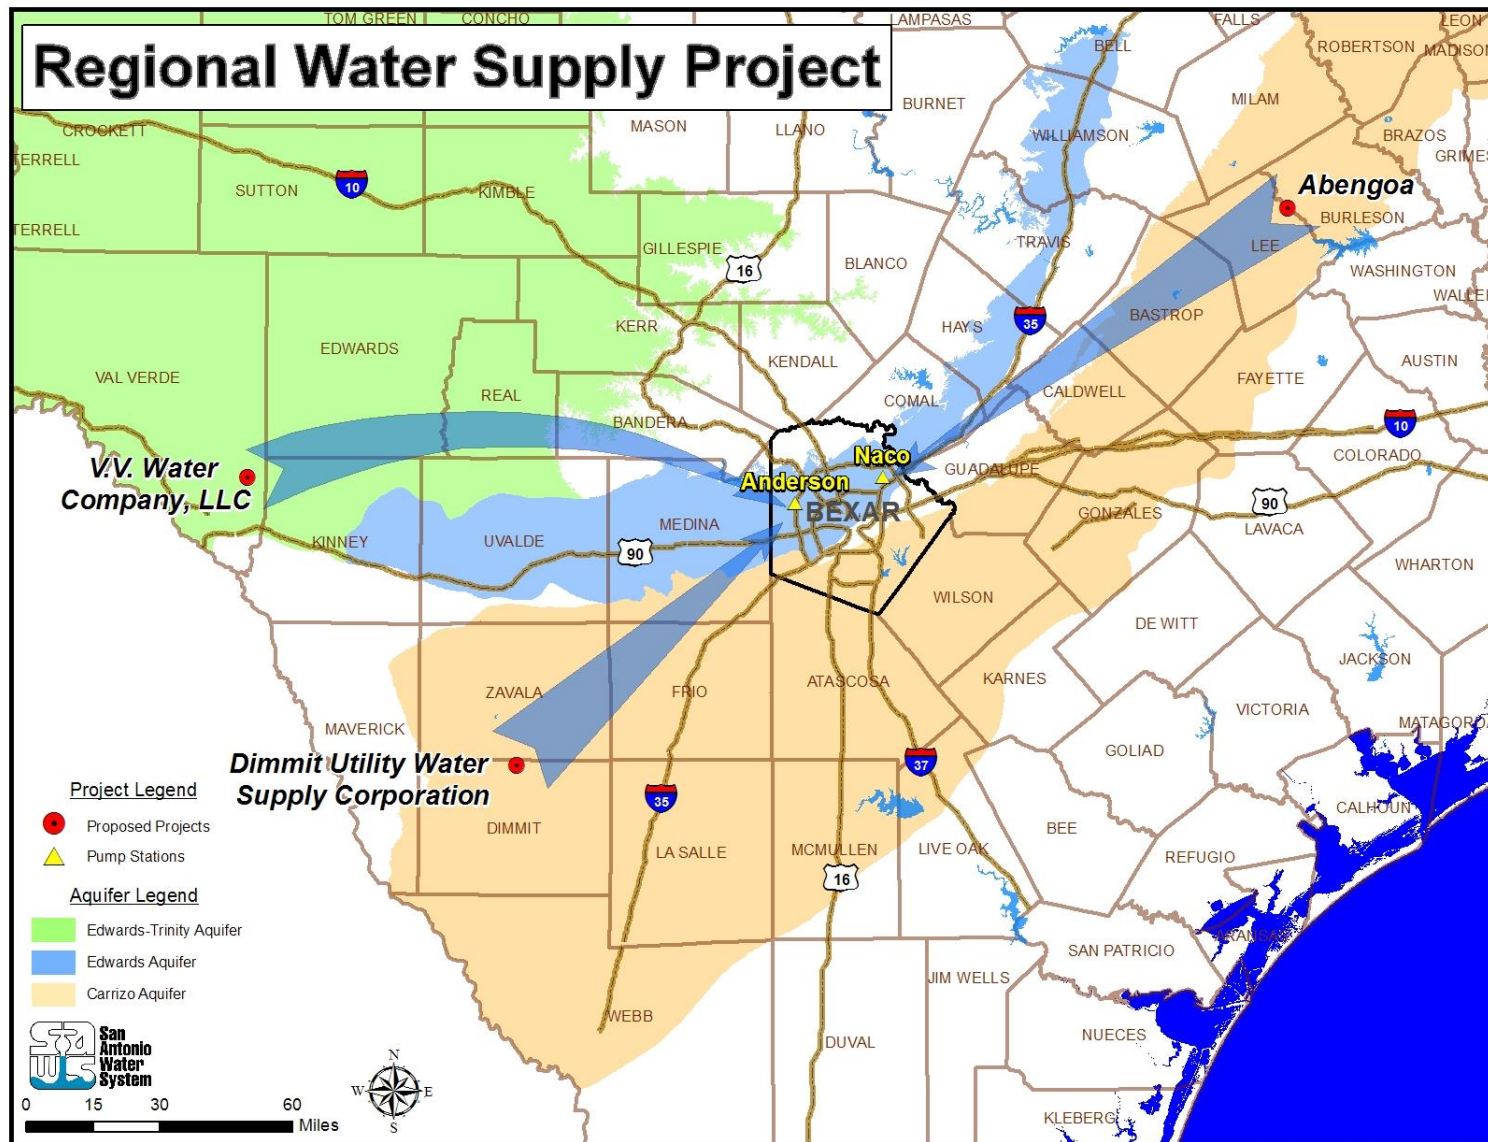 TOM GREEN
CONCHO
LAMPASAS
FALLS
LEON
Regional Water Supply Project
BELL
ROBERTSON
MADISON
BURNET
MILAM
CROCKETT
MASON
LLANO
WILLIAMSON
BRAZOS
TERRELL
GRIMES
SUTTON
10
KIMBLE
Abengoa
TERRELL
GILLESPIE
TRAVIS
BURLESON
LEE
16
BLANCO
WASHINGTON
WALLER
35
BASTROP
HAYS
KERR
EDWARDS
KENDALL
AUSTIN
VAL VERDE
REAL
COMAL
CALDWELL
FAYETTE
BANDERA
10
V.V. Water
Company, LLC
Naco
COLORADO
GUADALUPE
Anderson
BEXAR
GONZALES
90
LAVACA
MEDINA
KINNEY
UVALDE
90
WHARTON
WILSON
DE WITT
JACKSON
ZAVALA
FRIO
ATASCOSA
KARNES
VICTORIA
MAVERICK
MATAGORDA
GOLIAD
Dimmit Utility Water
Supply Corporation
37
35
CALHOUN
DIMMIT
BEE
LA SALLE
MCMULLEN
LIVE OAK
REFUGIO
16
ARANSAS
SAN PATRICIO
JIM WELLS
WEBB
NUECES
DUVAL
KLEBERG
Project Legend
Proposed Projects
Pump Stations
Aquifer Legend
Edwards-Trinity Aquifer
Edwards Aquifer
Carrizo Aquifer
SAWS
San
Antonio
Water
System
N
W E
S
0 15 30 60
Miles